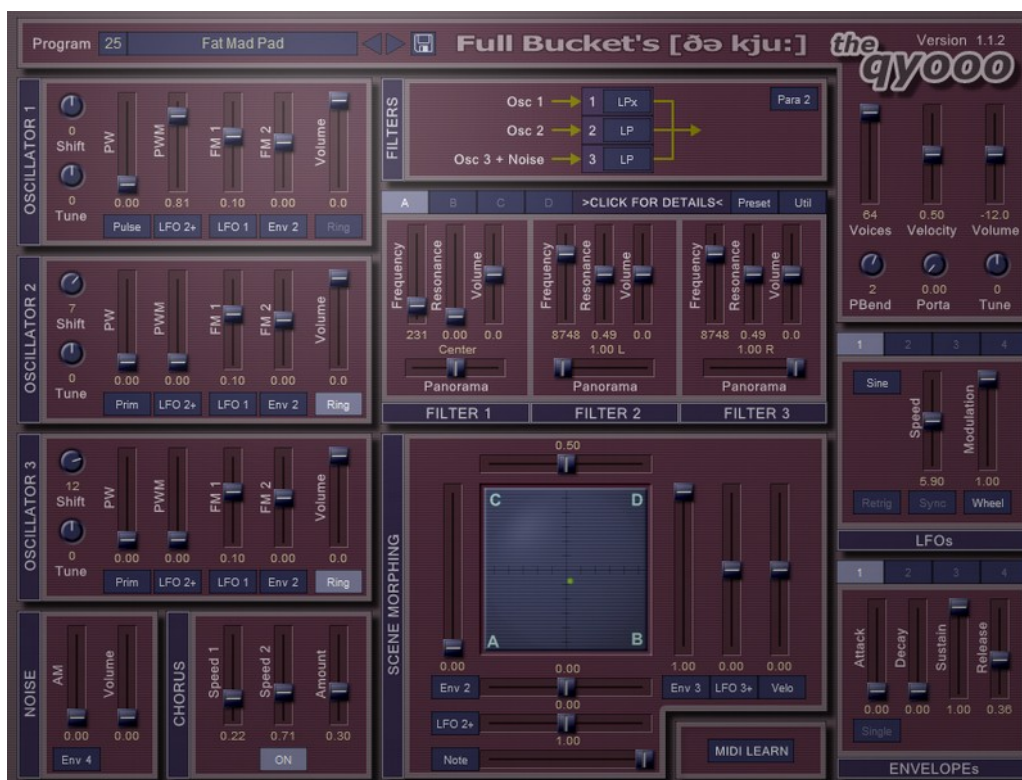 Program 25 Fat Mad Pad Full Bucket's [ðə kju:] the qyooo Version 1.1.2
OSCILLATOR 1
0
Shift
0
Tune
PW PWM FM 1 FM 2 Volume
0.00 0.81 0.10 0.00 0.0
Pulse LFO 2+ LFO 1 Env 2 Ring
OSCILLATOR 2
7
Shift
0
Tune
PW PWM FM 1 FM 2 Volume
0.00 0.00 0.10 0.00 0.0
Prim LFO 2+ LFO 1 Env 2 Ring
OSCILLATOR 3
12
Shift
0
Tune
PW PWM FM 1 FM 2 Volume
0.00 0.00 0.10 0.00 0.0
Prim LFO 2+ LFO 1 Env 2 Ring
NOISE
AM Volume
0.00 0.00
Env 4
CHORUS
Speed 1 Speed 2 Amount
0.22 0.71 0.30
ON
FILTERS
Osc 1 1 LPx Para 2
Osc 2 2 LP
Osc 3 + Noise 3 LP
A B C D >CLICK FOR DETAILS< Preset Util
Frequency Resonance Volume Frequency Resonance Volume Frequency Resonance Volume
231 0.00 0.0 8748 0.49 0.0 8748 0.49 0.0
Center 1.00 L 1.00 R
Panorama Panorama Panorama
FILTER 1 FILTER 2 FILTER 3
SCENE MORPHING
0.50
C D
A B
0.00 0.00 1.00 0.00 0.00
Env 2 Env 3 LFO 3+ Velo
0.00
LFO 2+
1.00
Note
MIDI LEARN
64 0.50 -12.0
Voices Velocity Volume
2 0.00 0
PBend Porta Tune
1 2 3 4
Sine
Speed Modulation
5.90 1.00
Retrig Sync Wheel
LFOs
1 2 3 4
Attack Decay Sustain Release
0.00 0.00 1.00 0.36
Single
ENVELOPEs